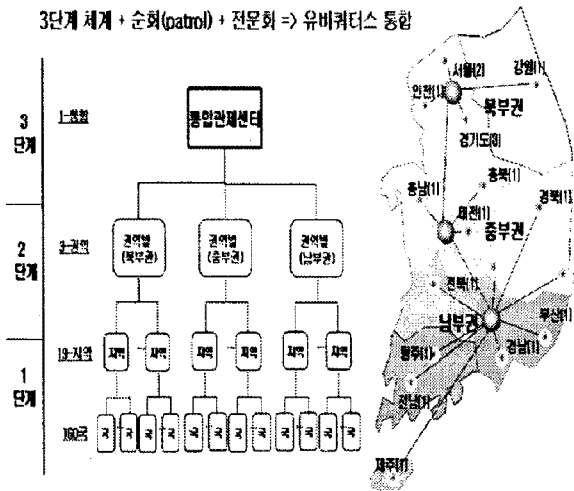 3단계 체계 + 순회(patrol) + 전문화 => 유비쿼터스 통합
3
단계
1-통합
통합관제센터
2
단계
3-권역
권역별
(북부권)
권역별
(중부권)
권역별
(남부권)
1
단계
19-지역
지역
지역
지역
지역
지역
지역
160국
국
국
국
국
국
국
국
국
국
국
국
국
서울(2)
강원(1)
인천(1)
북부권
경기도(3)
충남(1)
충북(1)
대전(1)
경북(1)
중부권
전북(1)
남부권
부산(1)
광주(1)
경남(1)
전남(1)
제주(1)